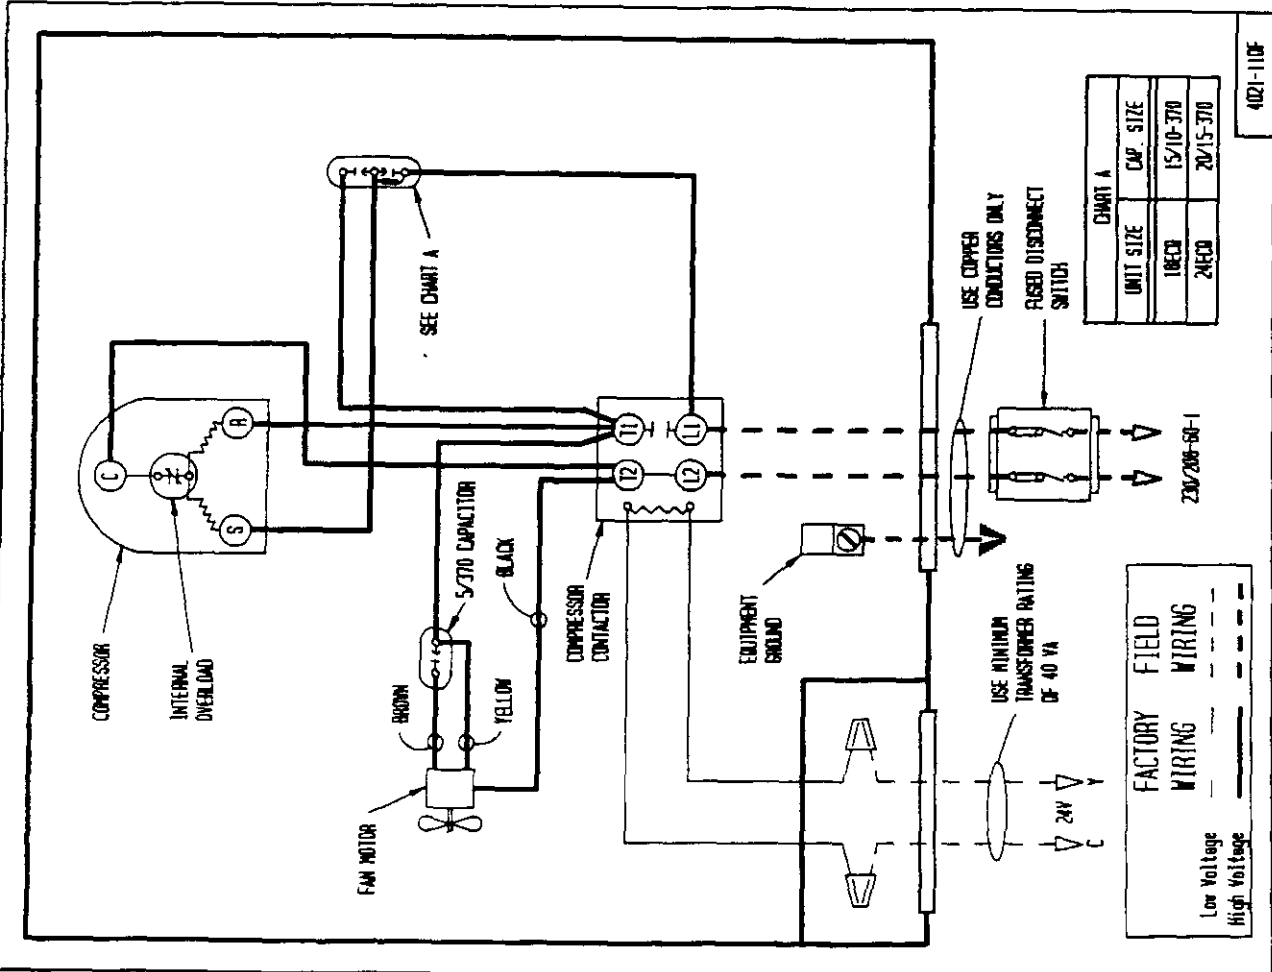 COMPRESSOR
INTERNAL
OVERLOAD
C
R
S
SEE CHART A
5/370 CAPACITOR
BROWN
YELLOW
BLACK
FAN MOTOR
COMPRESSOR
CONTACTOR
T1
T2
L1
L2
EQUIPMENT
GROUND
USE COPPER
CONDUCTORS ONLY
FUSED DISCONNECT
SWITCH
230/208-60-1
USE MINIMUM
TRANSFORMER RATING
OF 40 VA
24V
C
Y
CHART A
UNIT SIZE CAP. SIZE
18ECQ 15/10-370
24ECQ 20/15-370
FACTORY FIELD
WIRING WIRING
Low Voltage
High Voltage
4021-110F